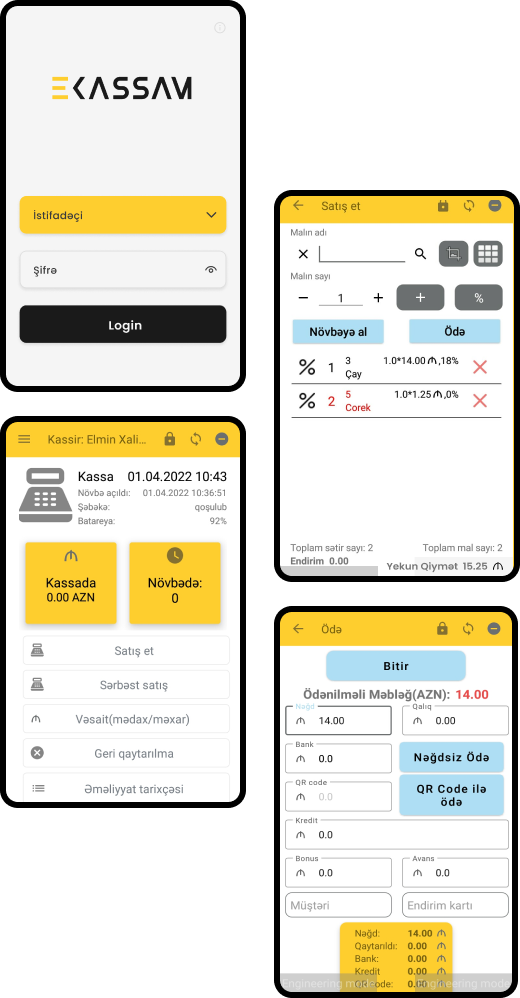 EKASSAM
İstifadəçi
Şifrə
Login
Kassir: Elmin Xali...
Kassa 01.04.2022 10:43
Növbə açıldı: 01.04.2022 10:36:51
Şəbəkə: qoşulub
Batareya: 92%
₼
Kassada
0.00 AZN
Növbədə:
0
Satış et
Sərbəst satış
₼ Vəsait(mədax/məxar)
Geri qaytarılma
Əməliyyat tarixçəsi
Satış et
Malın adı
Malın sayı
1 + %
Növbəyə al Ödə
% 1 3 1.0*14.00 ₼,18%
Çay
% 2 5 1.0*1.25 ₼,0%
Corek
Toplam sətir sayı: 2 Toplam mal sayı: 2
Endirim 0.00
Yekun Qiymət 15.25 ₼
Ödə
Bitir
Ödənilməli Məbləğ(AZN): 14.00
Nəğd Qalıq
₼ 14.00 ₼ 0.00
Bank
₼ 0.0 Nəğdsiz Ödə
QR code
₼ 0.0 QR Code ilə
ödə
Kredit
₼ 0.0
Bonus Avans
₼ 0.0 ₼ 0.0
Müştəri Endirim kartı
Nəğd: 14.00 ₼
Qaytarıldı: 0.00 ₼
Bank: 0.00 ₼
Kredit 0.00 ₼
code: 0.00 ₼
Engineering mode